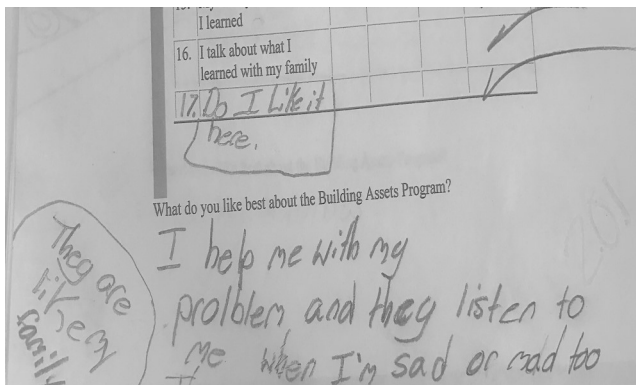 I learned
16. I talk about what I
learned with my family
17. Do I Like it
here.
What do you like best about the Building Assets Program?
I help me with my
prolblem, and they listen to
me when I'm sad or mad too
They are
like my
family